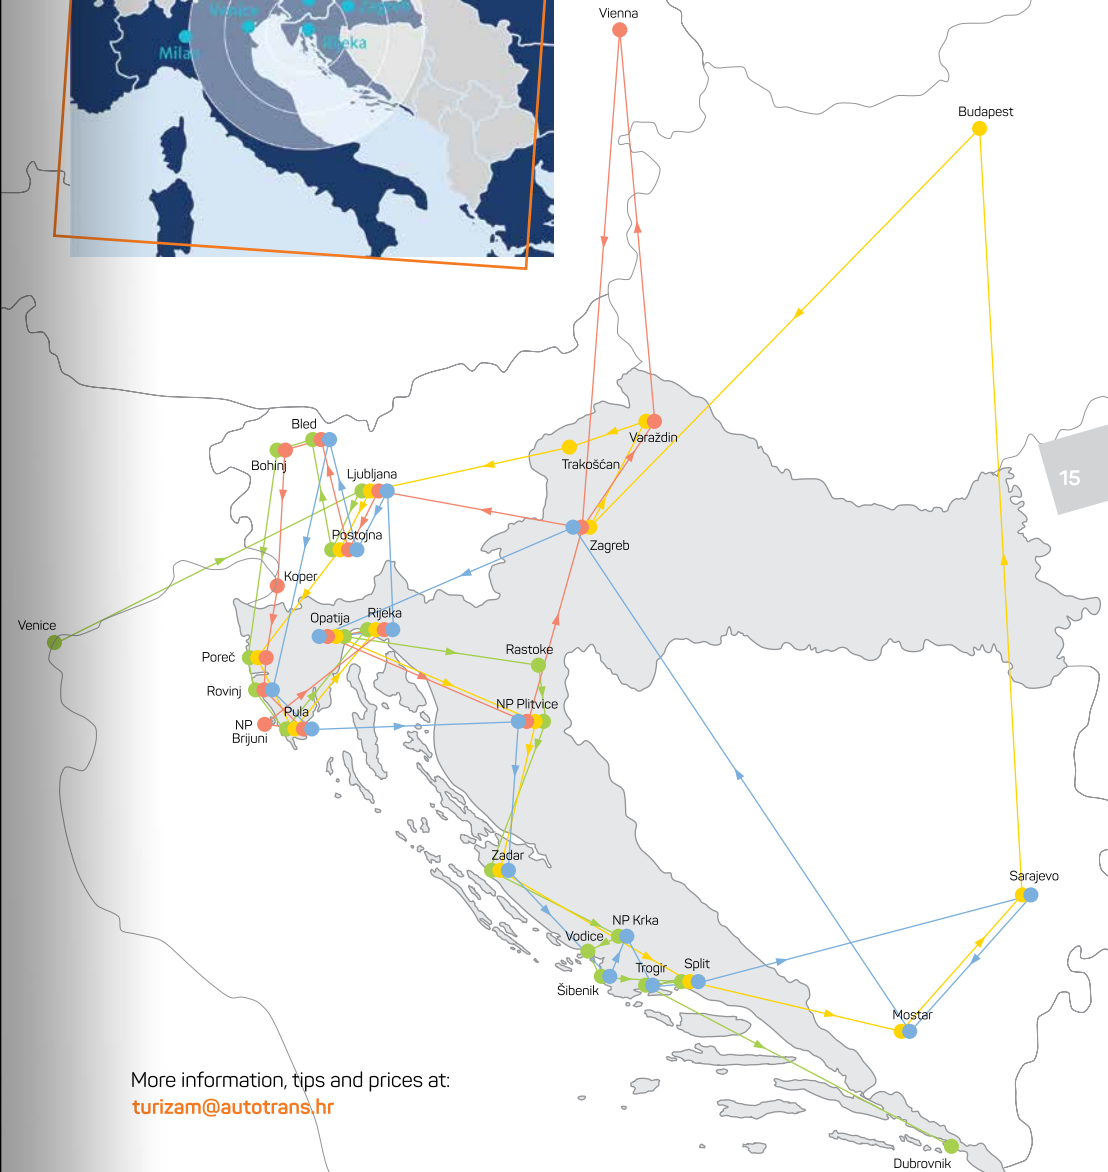 Venice
Zagreb
Rijeka
Milan
Vienna
Budapest
Bled
Bohinj
Ljubljana
Varaždin
Trakošćan
15
Postojna
Zagreb
Koper
Venice
Opatija
Rijeka
Poreč
Rastoke
Rovinj
NP Plitvice
Pula
NP
Brijuni
Zadar
Sarajevo
NP Krka
Vodice
Trogir
Split
Šibenik
Mostar
More information, tips and prices at:
turizam@autotrans.hr
Dubrovnik